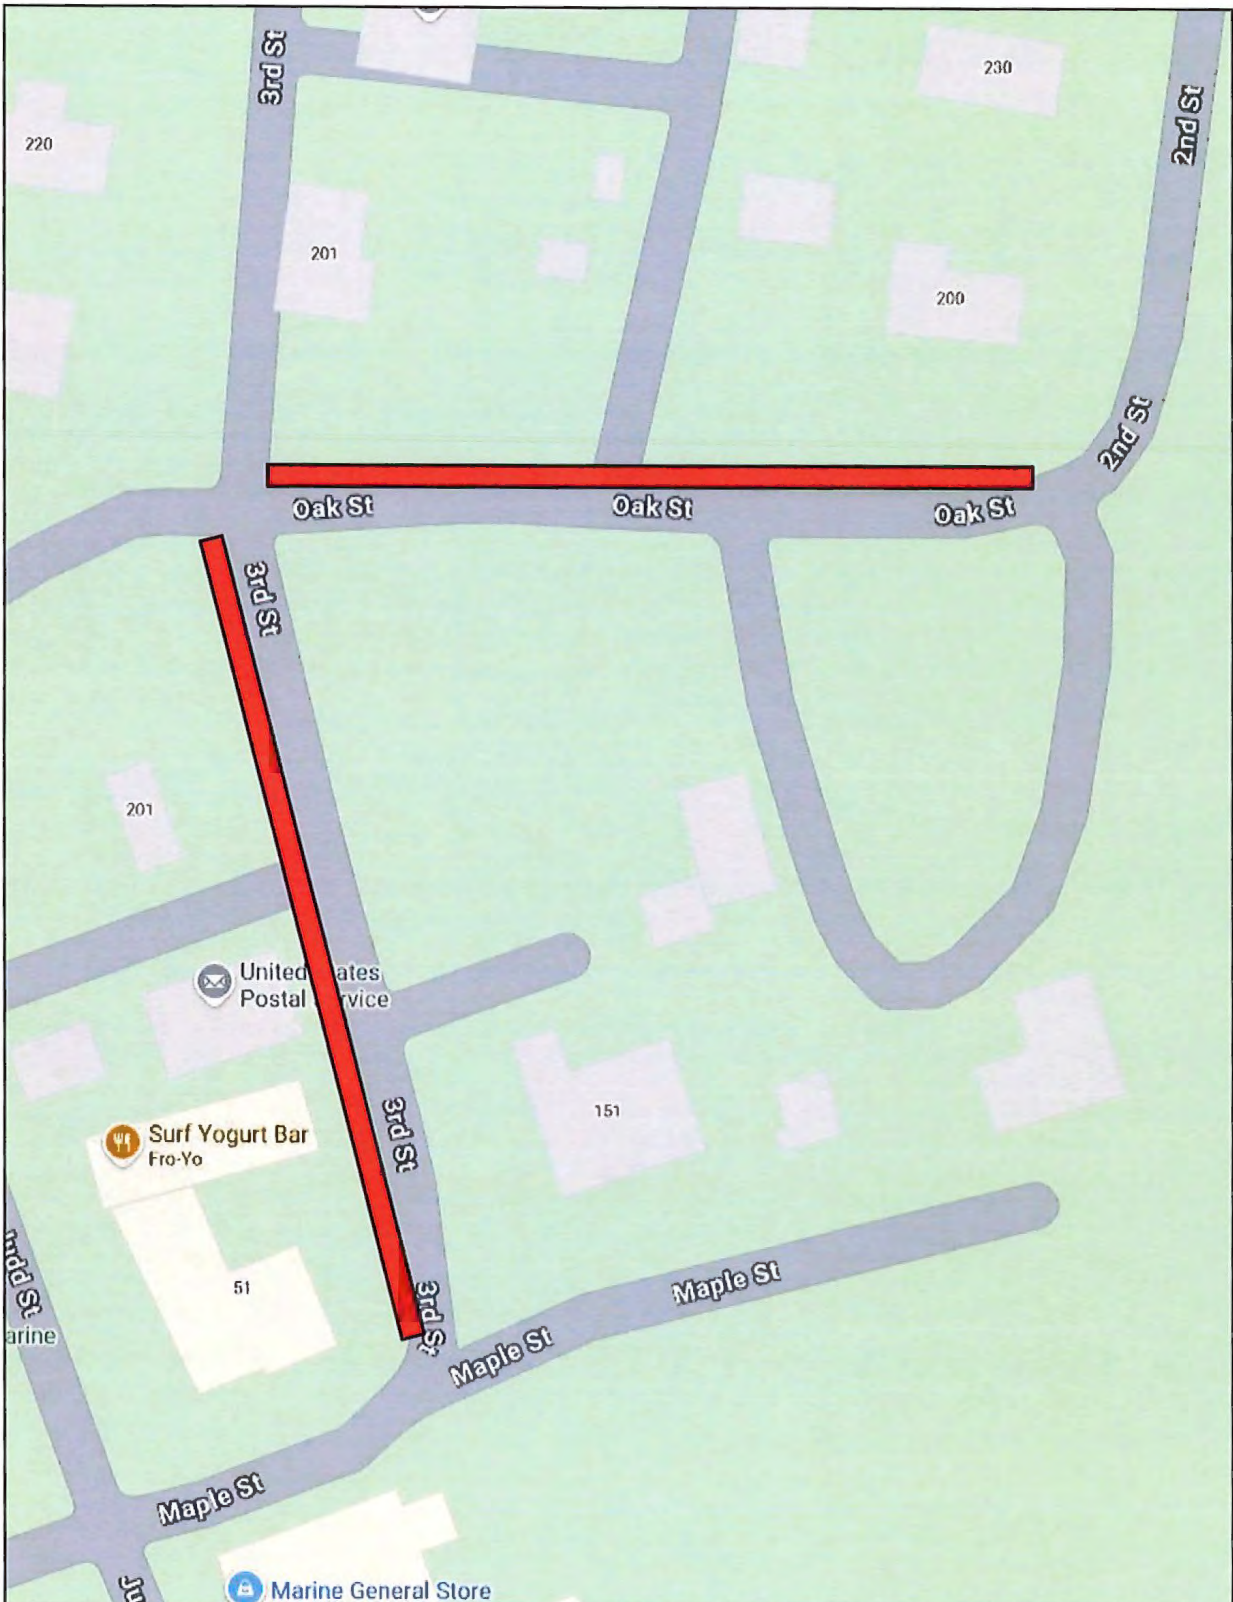 3rd St
230
2nd St
220
201
200
2nd St
Oak St
Oak St
Oak St
3rd St
201
United
ates
Postal
rvice
3rd St
151
Surf Yogurt Bar
Fro-Yo
51
3rd St
Maple St
Maple St
arine
Maple St
Marine General Store